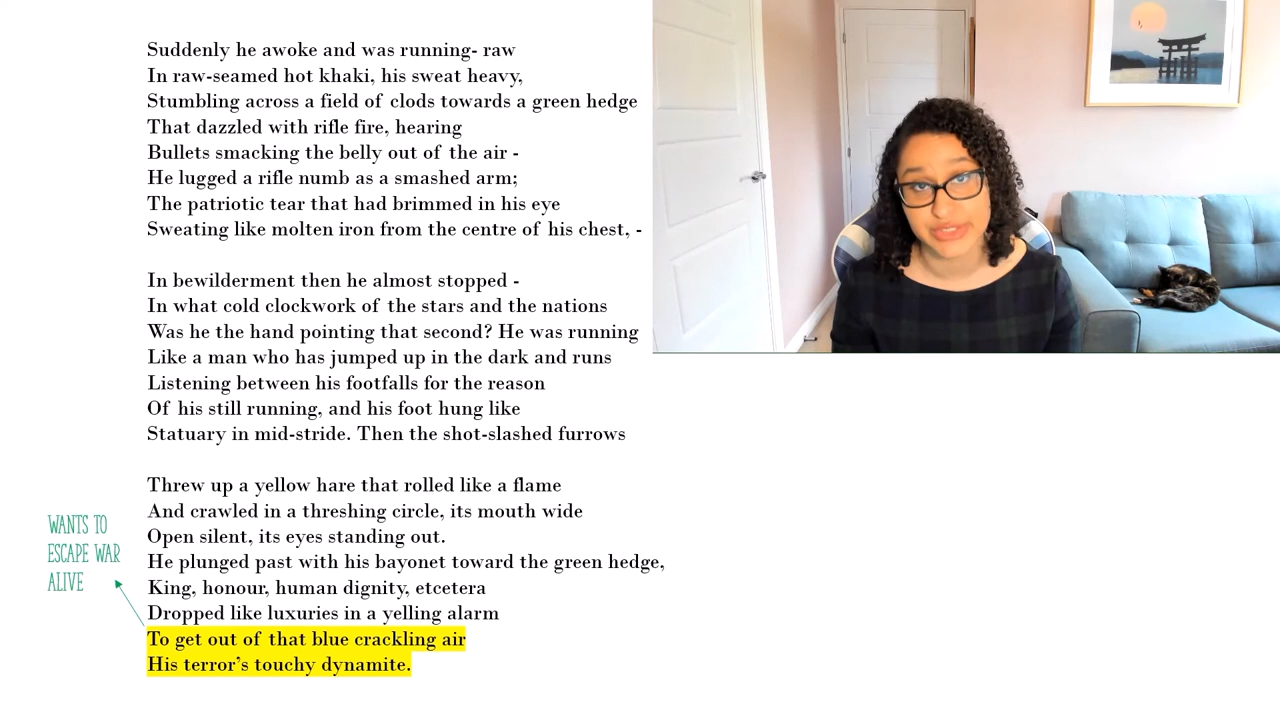 Suddenly he awoke and was running- raw
In raw-seamed hot khaki, his sweat heavy,
Stumbling across a field of clods towards a green hedge
That dazzled with rifle fire, hearing
Bullets smacking the belly out of the air -
He lugged a rifle numb as a smashed arm;
The patriotic tear that had brimmed in his eye
Sweating like molten iron from the centre of his chest, -
In bewilderment then he almost stopped -
In what cold clockwork of the stars and the nations
Was he the hand pointing that second? He was running
Like a man who has jumped up in the dark and runs
Listening between his footfalls for the reason
Of his still running, and his foot hung like
Statuary in mid-stride. Then the shot-slashed furrows
Threw up a yellow hare that rolled like a flame
And crawled in a threshing circle, its mouth wide
Open silent, its eyes standing out.
He plunged past with his bayonet toward the green hedge,
King, honour, human dignity, etcetera
Dropped like luxuries in a yelling alarm
To get out of that blue crackling air
His terror's touchy dynamite.
WANTS TO
ESCAPE WAR
ALIVE